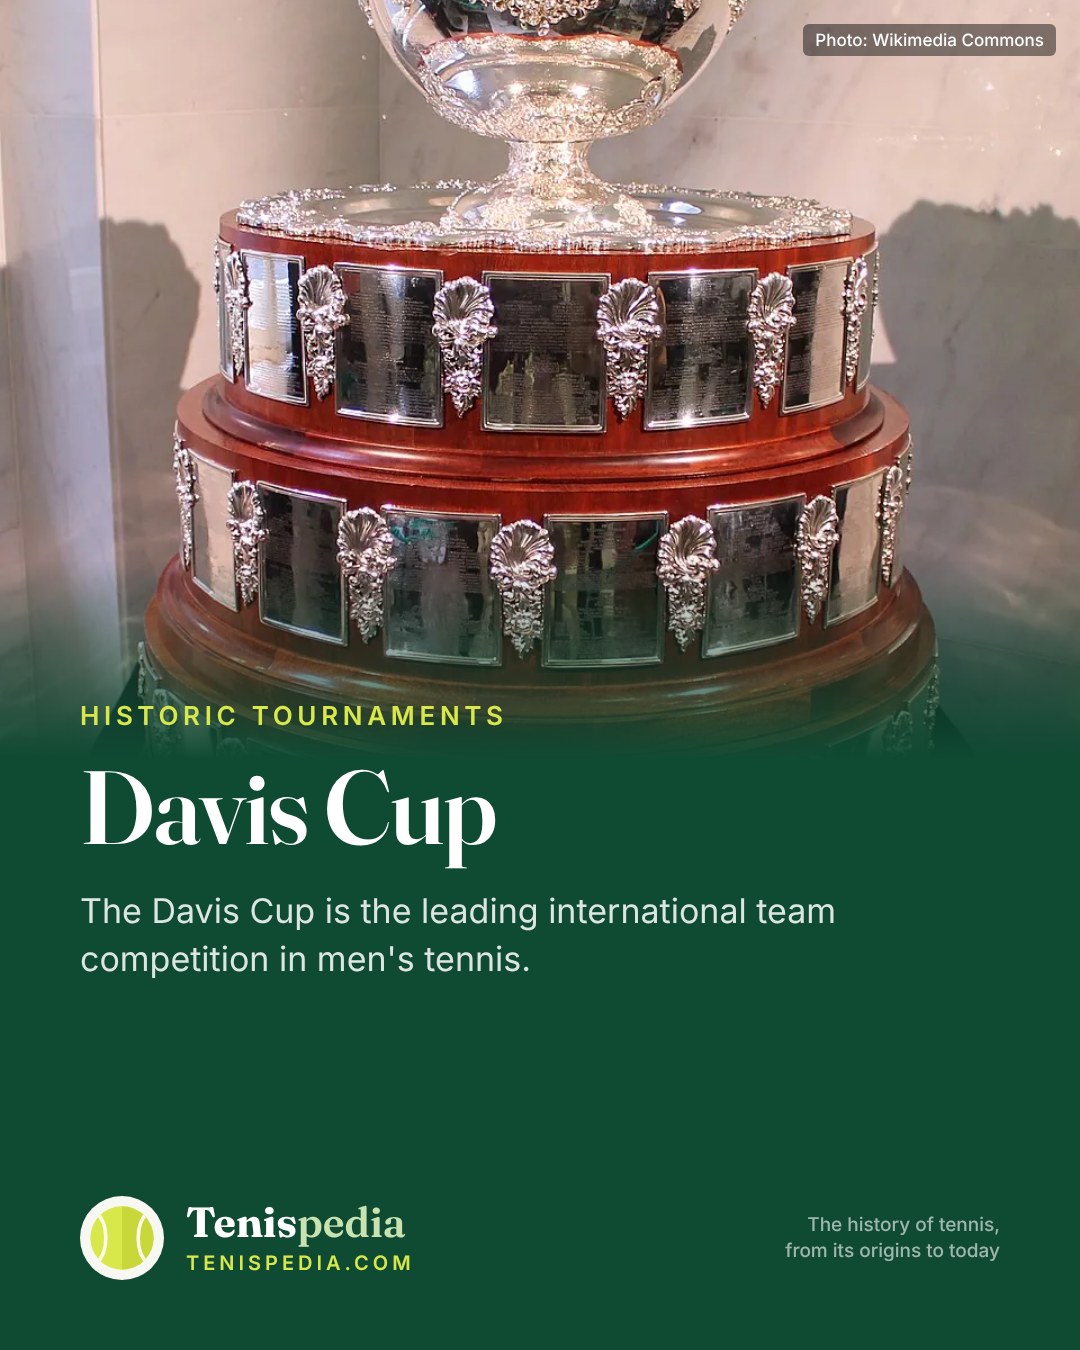 Photo: Wikimedia Commons
HISTORIC TOURNAMENTS
Davis Cup
The Davis Cup is the leading international team
competition in men's tennis.
Tenispedia
TENISPEDIA.COM
The history of tennis,
from its origins to today